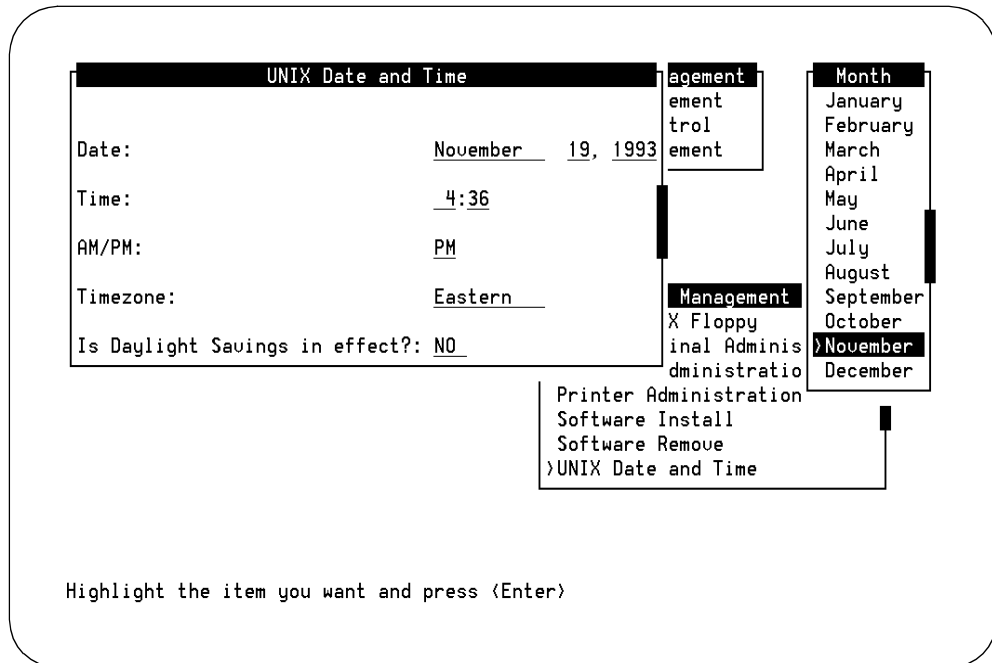 UNIX Date and Time
Date: November 19, 1993
Time: 4:36
AM/PM: PM
Timezone: Eastern
Is Daylight Savings in effect?: NO
agement
ement
trol
ement
Management
X Floppy
inal Adminis
dministratio
Printer Administration
Software Install
Software Remove
>UNIX Date and Time
Month
January
February
March
April
May
June
July
August
September
October
>November
December
Highlight the item you want and press <Enter>